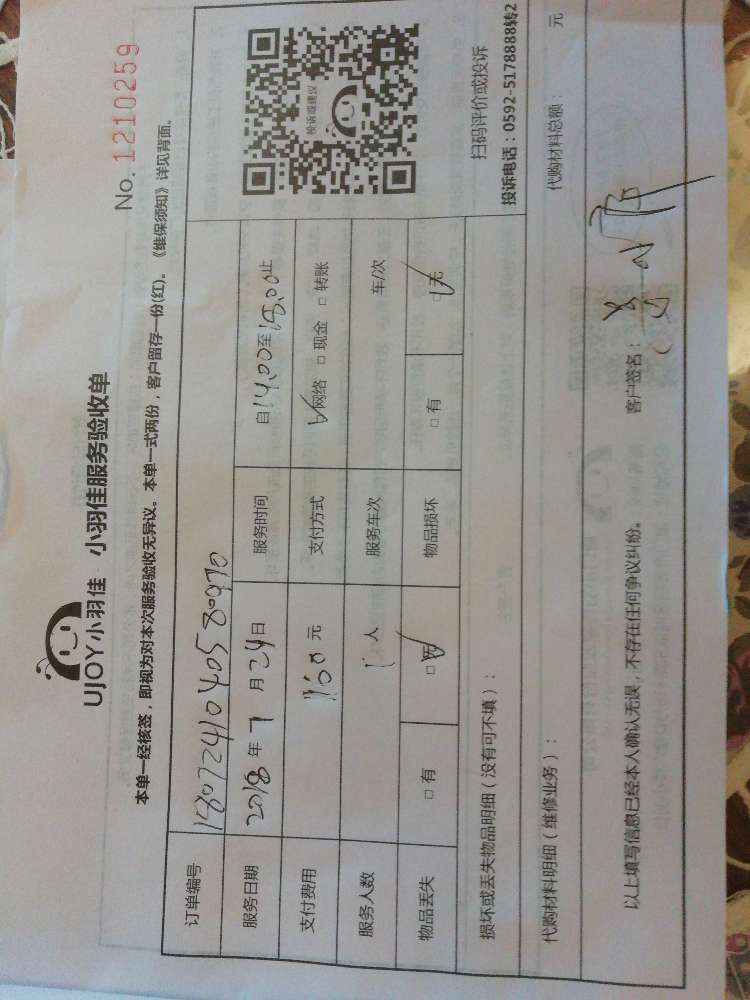 UJOY小羽佳 小羽佳服务验收单
No.1210259
本单一经核签，即视为对本次服务验收无异议。本单一式两份，客户留存一份(红)。《维保须知》详见背面。
订单编号
服务日期 2018 年 7 月 24 日 服务时间 自 14.00 至 18.00 止
支付费用 160 元 支付方式 网络 □ 现金 □ 转账
服务人数 1 人 服务车次 车/次
物品丢失 □ 有 □ 无 物品损坏 □ 有 □ 无
投诉或建议
扫码评价或投诉
投诉电话：0592-5178888转2
损坏或丢失物品明细（没有可不填）：
代购材料明细（维修业务）： 代购材料总额： 元
以上填写信息已经本人确认无误，不存在任何争议纠纷。 客户签名：